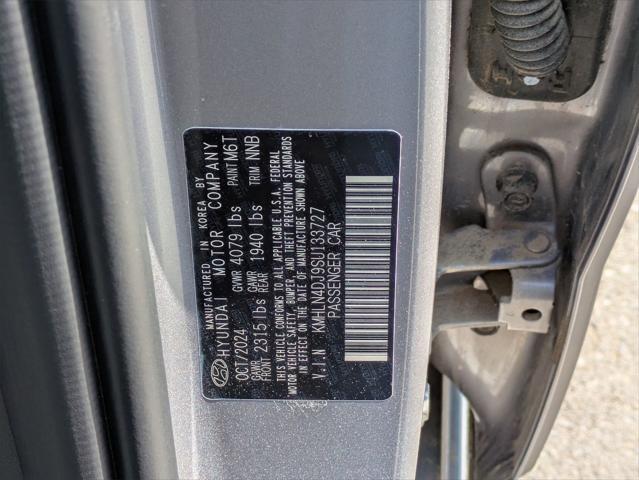 MANUFACTURED IN KOREA BY
HYUNDAI MOTOR COMPANY
OCT/2024 GVWR 4079 lbs PAINT M6T
GAWR FRONT 2315 lbs GAWR REAR 1940 lbs TRIM NNB
THIS VEHICLE CONFORMS TO ALL APPLICABLE U.S.A. FEDERAL
MOTOR VEHICLE SAFETY, BUMPER, AND THEFT PREVENTION STANDARDS
IN EFFECT ON THE DATE OF MANUFACTURE SHOWN ABOVE
V.I.N KMHLN4DJ9SU133727
PASSENGER CAR